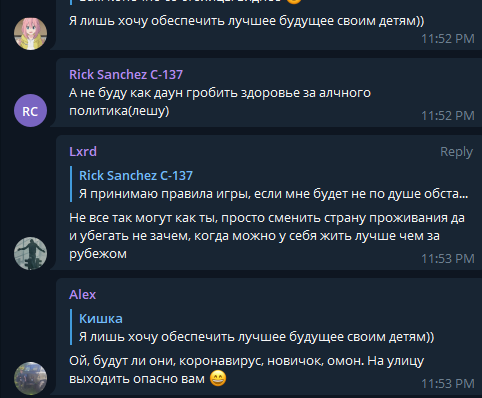 Я лишь хочу обеспечить лучшее будущее своим детям))
11:52 PM
Rick Sanchez C-137
А не буду как даун гробить здоровье за алчного
политика(лешу)
11:52 PM
RC
Lxrd
Reply
Rick Sanchez C-137
Я принимаю правила игры, если мне будет не по душе обста...
Не все так могут как ты, просто сменить страну проживания да
и убегать не зачем, когда можно у себя жить лучше чем за
рубежом
11:53 PM
Alex
Кишка
Я лишь хочу обеспечить лучшее будущее своим детям))
Ой, будут ли они, коронавирус, новичок, омон. На улицу
выходить опасно вам 😄
11:53 PM